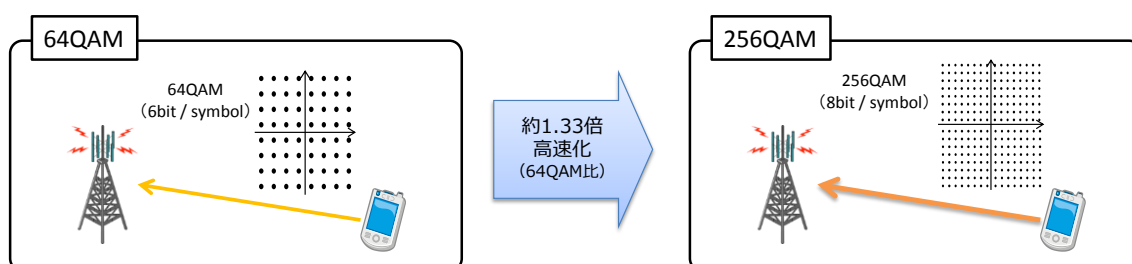 64QAM
64QAM
（6bit / symbol）
約1.33倍
高速化
（64QAM比）
256QAM
256QAM
（8bit / symbol）